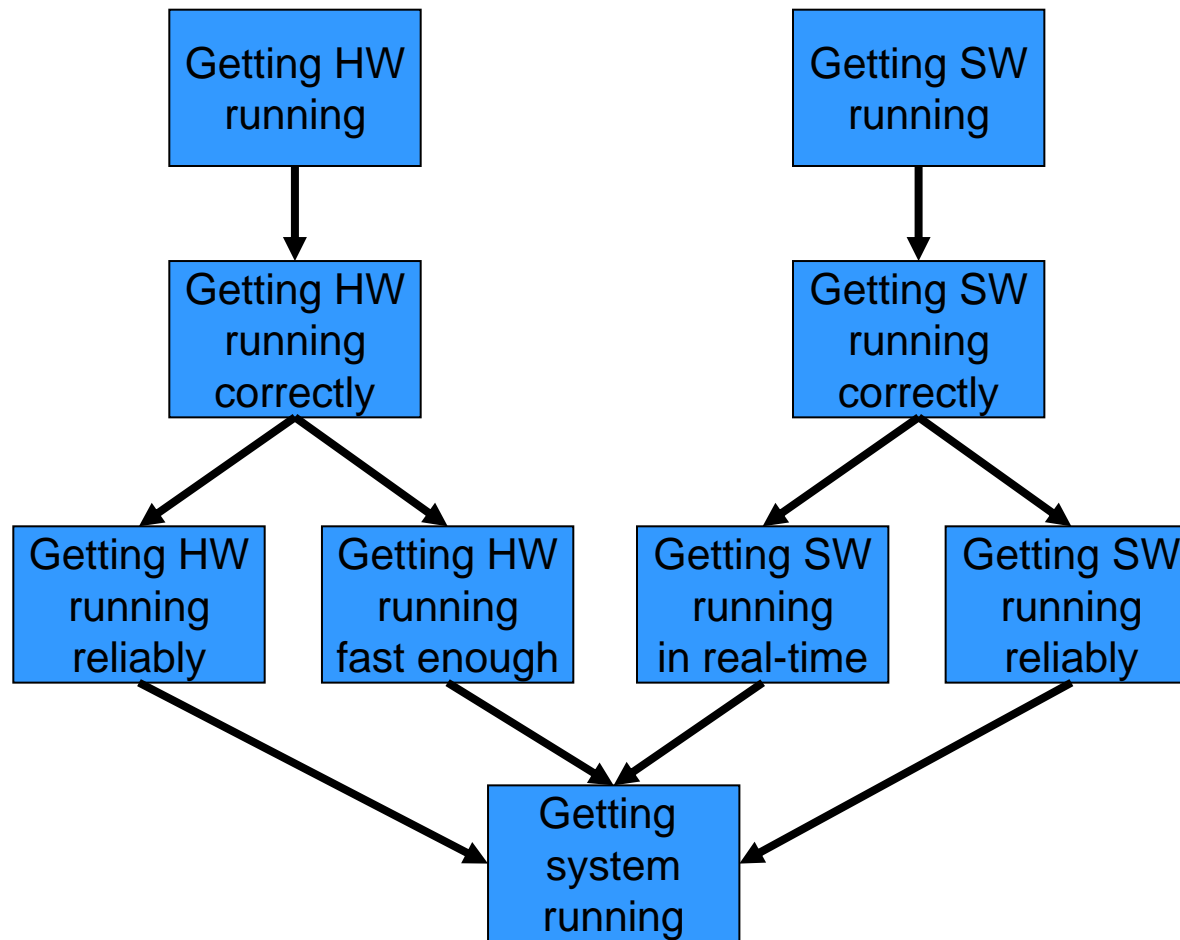 Getting HW
running
Getting SW
running
Getting HW
running
correctly
Getting SW
running
correctly
Getting HW
running
reliably
Getting HW
running
fast enough
Getting SW
running
in real-time
Getting SW
running
reliably
Getting
system
running